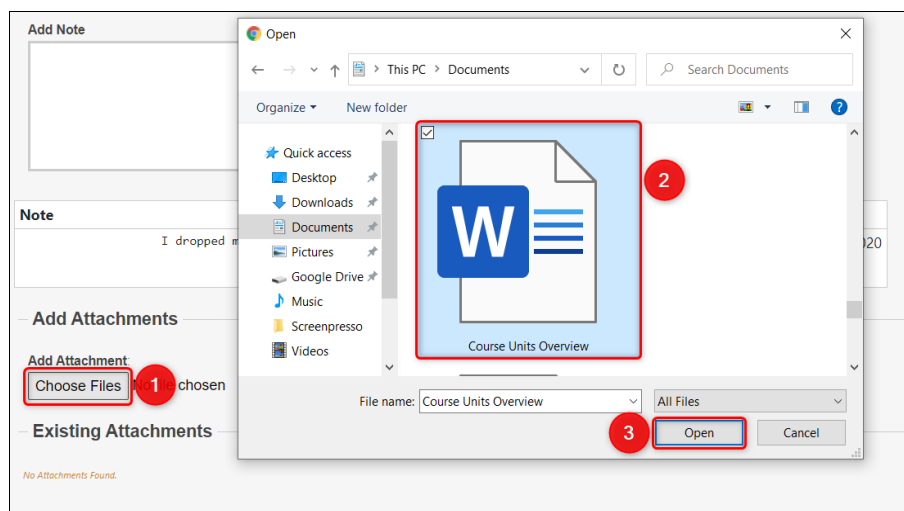 Add Note
Open
This PC > Documents
Search Documents
Organize
New folder
Quick access
Desktop
Downloads
Documents
Pictures
Google Drive
Music
Screenpresso
Videos
W
Course Units Overview
2
Note
I dropped
Add Attachments
Add Attachment:
Choose Files
1
chosen
File name: Course Units Overview
All Files
3
Open
Cancel
Existing Attachments
No Attachments Found.